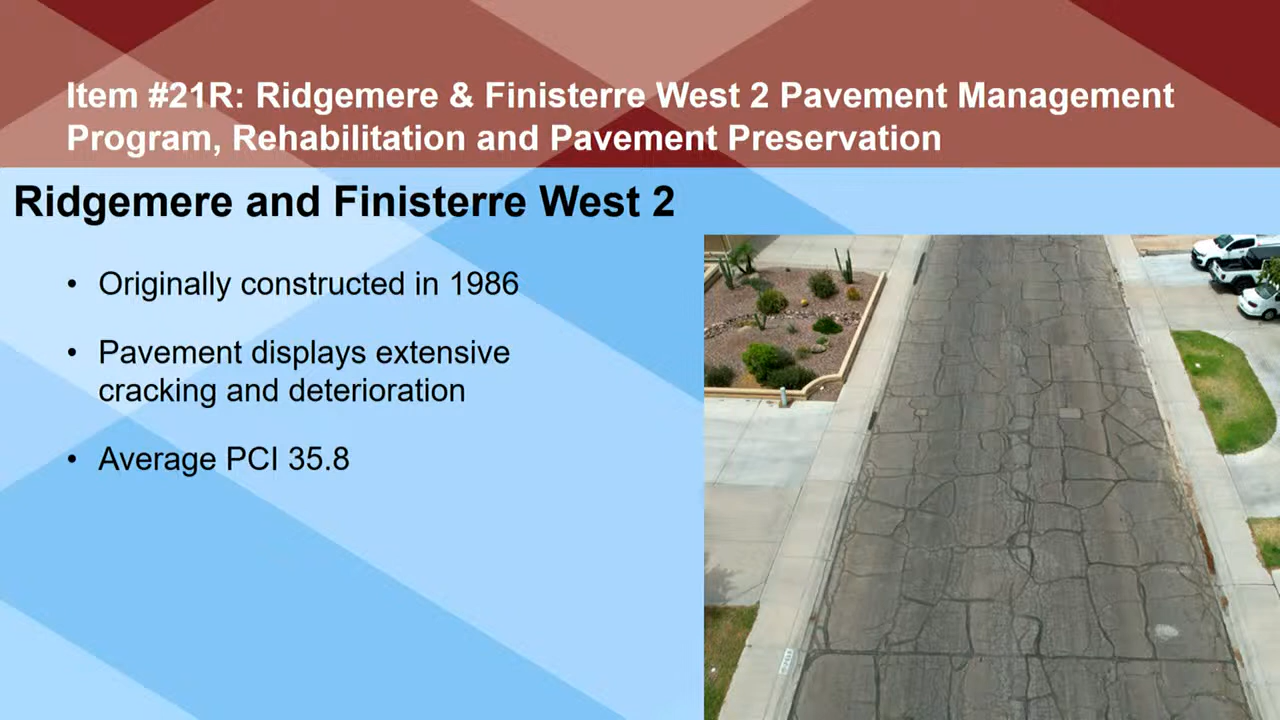 Item #21R: Ridgemere & Finisterre West 2 Pavement Management
Program, Rehabilitation and Pavement Preservation
Ridgemere and Finisterre West 2
• Originally constructed in 1986
• Pavement displays extensive
cracking and deterioration
• Average PCI 35.8